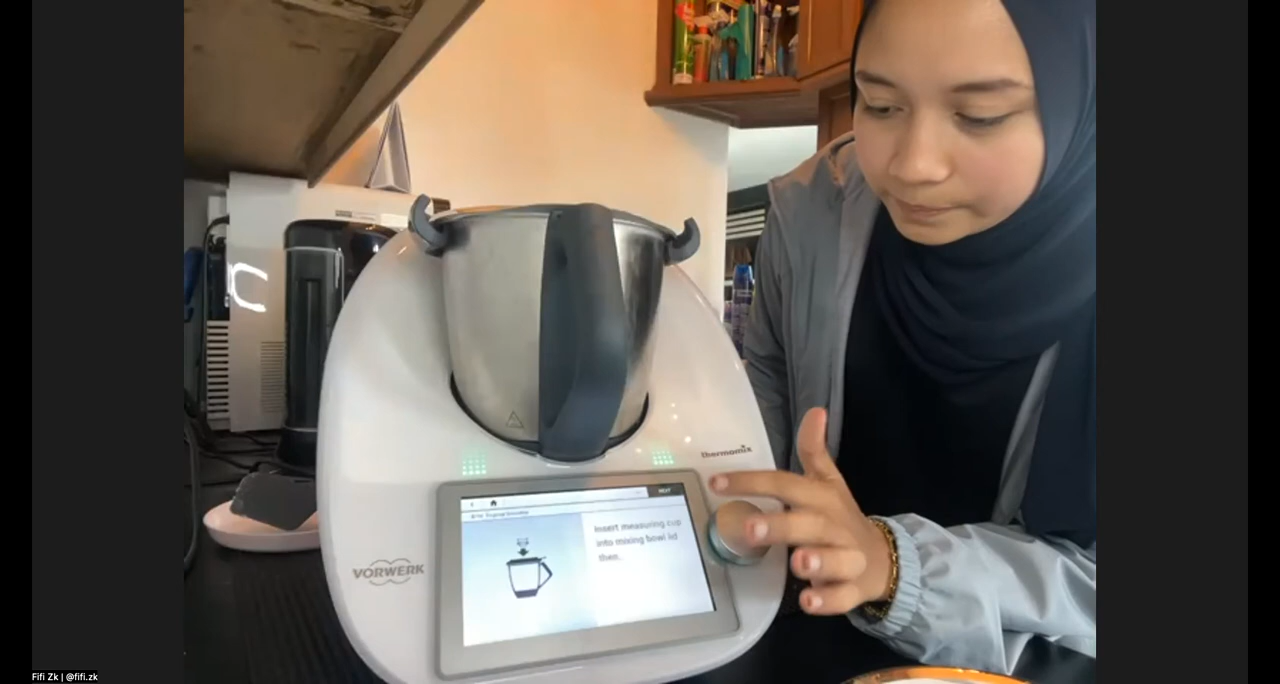 thermomix
NEXT
Insert measuring cup
into mixing bowl lid
then.
VORWERK
Fifi Zk | @fifi.zk